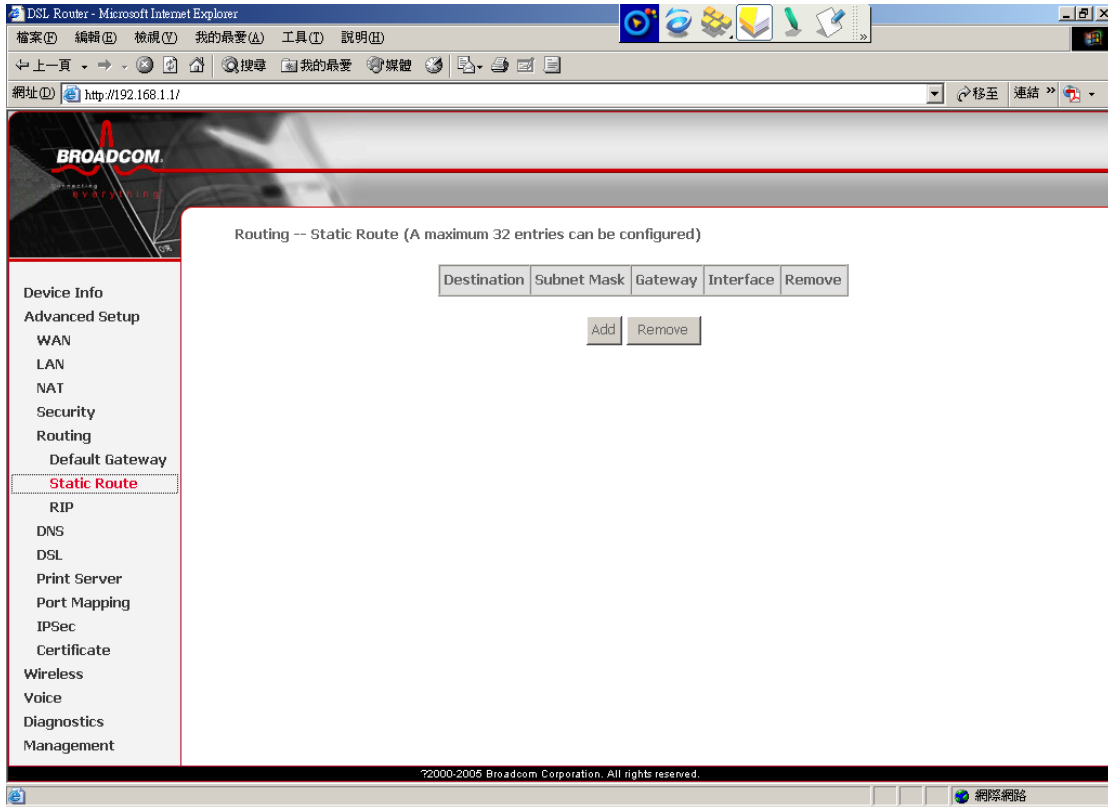 DSL Router - Microsoft Internet Explorer
檔案(F) 編輯(E) 檢視(V) 我的最愛(A) 工具(T) 說明(H)
上一頁 搜尋 我的最愛 媒體
網址(D) http://192.168.1.1/ 移至 連結 »
BROADCOM.
connecting
everything
Routing -- Static Route (A maximum 32 entries can be configured)
Destination Subnet Mask Gateway Interface Remove
Add Remove
Device Info
Advanced Setup
WAN
LAN
NAT
Security
Routing
Default Gateway
Static Route
RIP
DNS
DSL
Print Server
Port Mapping
IPSec
Certificate
Wireless
Voice
Diagnostics
Management
?2000-2005 Broadcom Corporation. All rights reserved.
網際網路